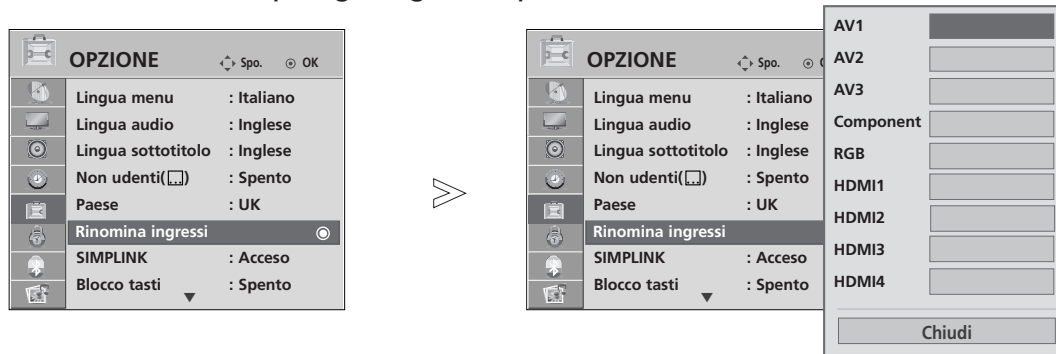 OPZIONE Spo. OK
Lingua menu : Italiano
Lingua audio : Inglese
Lingua sottotitolo : Inglese
Non udenti( ) : Spento
Paese : UK
Rinomina ingressi
SIMPLINK : Acceso
Blocco tasti : Spento
OPZIONE Spo.
Lingua menu : Italiano
Lingua audio : Inglese
Lingua sottotitolo : Inglese
Non udenti( ) : Spento
Paese : UK
Rinomina ingressi
SIMPLINK : Acceso
Blocco tasti : Spento
AV1
AV2
AV3
Component
RGB
HDMI1
HDMI2
HDMI3
HDMI4
Chiudi